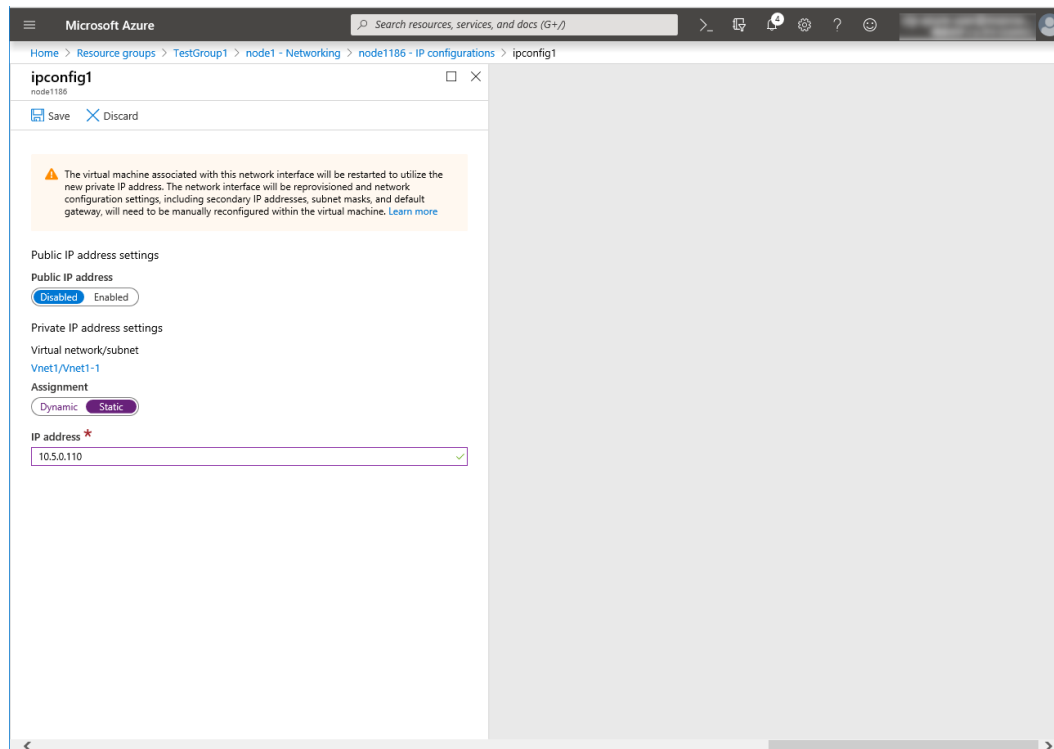 Microsoft Azure
Search resources, services, and docs (G+/)
4
Home > Resource groups > TestGroup1 > node1 - Networking > node1186 - IP configurations > ipconfig1
ipconfig1
node1186
Save
Discard
The virtual machine associated with this network interface will be restarted to utilize the
new private IP address. The network interface will be reprovisioned and network
configuration settings, including secondary IP addresses, subnet masks, and default
gateway, will need to be manually reconfigured within the virtual machine. Learn more
Public IP address settings
Public IP address
Disabled Enabled
Private IP address settings
Virtual network/subnet
Vnet1/Vnet1-1
Assignment
Dynamic Static
IP address *
10.5.0.110